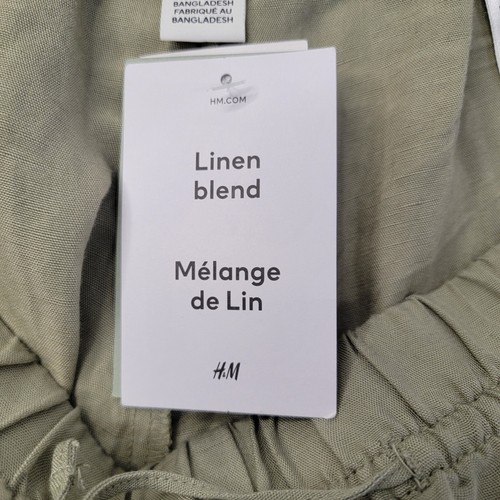 BANGLADESH
FABRIQUÉ AU
BANGLADESH
HM.COM
Linen
blend
Mélange
de Lin
H&M